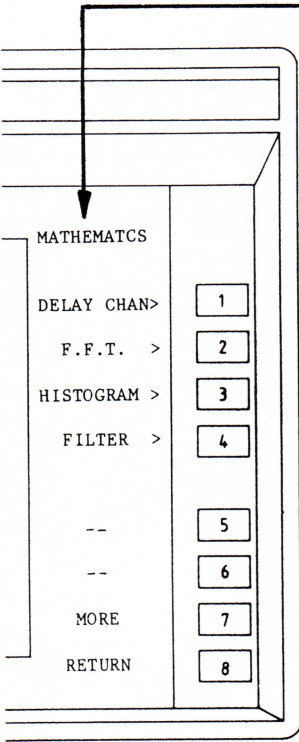 MATHEMATCS
DELAY CHAN> 1
F.F.T. > 2
HISTOGRAM > 3
FILTER > 4
-- 5
-- 6
MORE 7
RETURN 8